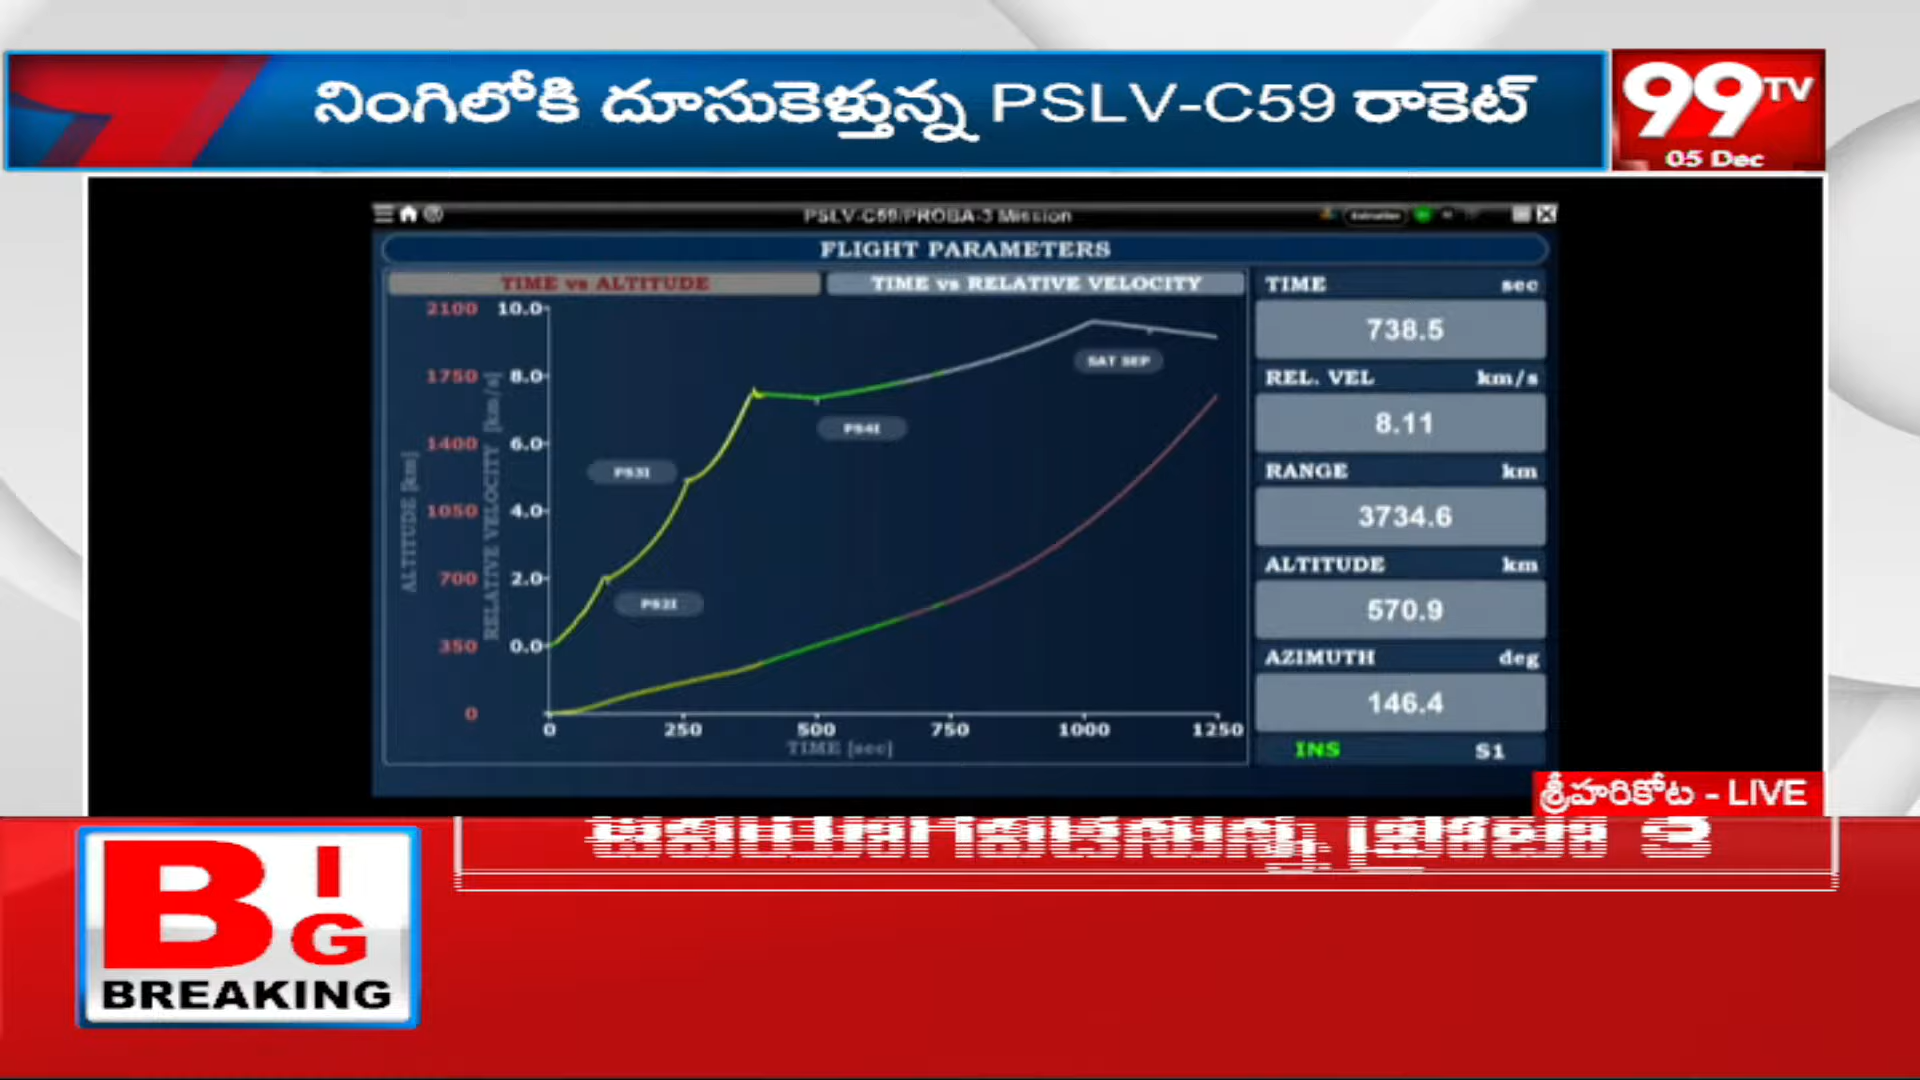 నింగిలోకి దూసుకెళ్తున్న PSLV-C59 రాకెట్
99TV
05 Dec
PSLV-C59/PROBA-3 Mission
FLIGHT PARAMETERS
TIME vs ALTITUDE
TIME vs RELATIVE VELOCITY
2100
1750
1400
1050
700
350
0
ALTITUDE [km]
10.0
8.0
6.0
4.0
2.0
0.0
RELATIVE VELOCITY [km/s]
PS2I
PS3I
PS4I
SAT SEP
0 250 500 750 1000 1250
TIME [sec]
TIME sec
738.5
REL. VEL km/s
8.11
RANGE km
3734.6
ALTITUDE km
570.9
AZIMUTH deg
146.4
INS S1
శ్రీహరికోట - LIVE
BIG
BREAKING